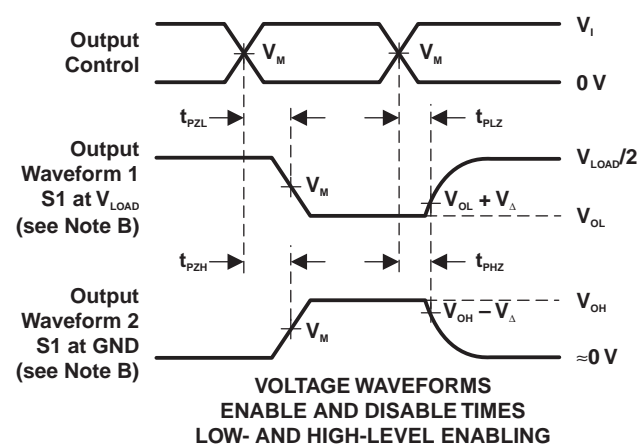 Output
Control
V_M
V_M
V_I
0 V
t_PZL
t_PLZ
Output
Waveform 1
S1 at V_LOAD
(see Note B)
V_M
V_OL + V_Δ
V_LOAD/2
V_OL
t_PZH
t_PHZ
Output
Waveform 2
S1 at GND
(see Note B)
V_M
V_OH – V_Δ
V_OH
≈0 V
VOLTAGE WAVEFORMS
ENABLE AND DISABLE TIMES
LOW- AND HIGH-LEVEL ENABLING